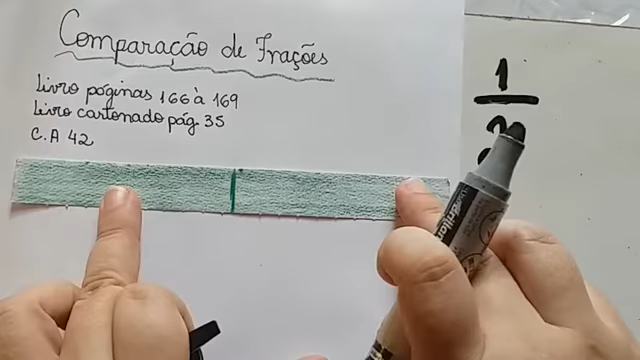 Comparação de Frações
Livro páginas 166 à 169
Livro cartonado pág 35
C.A 42
1